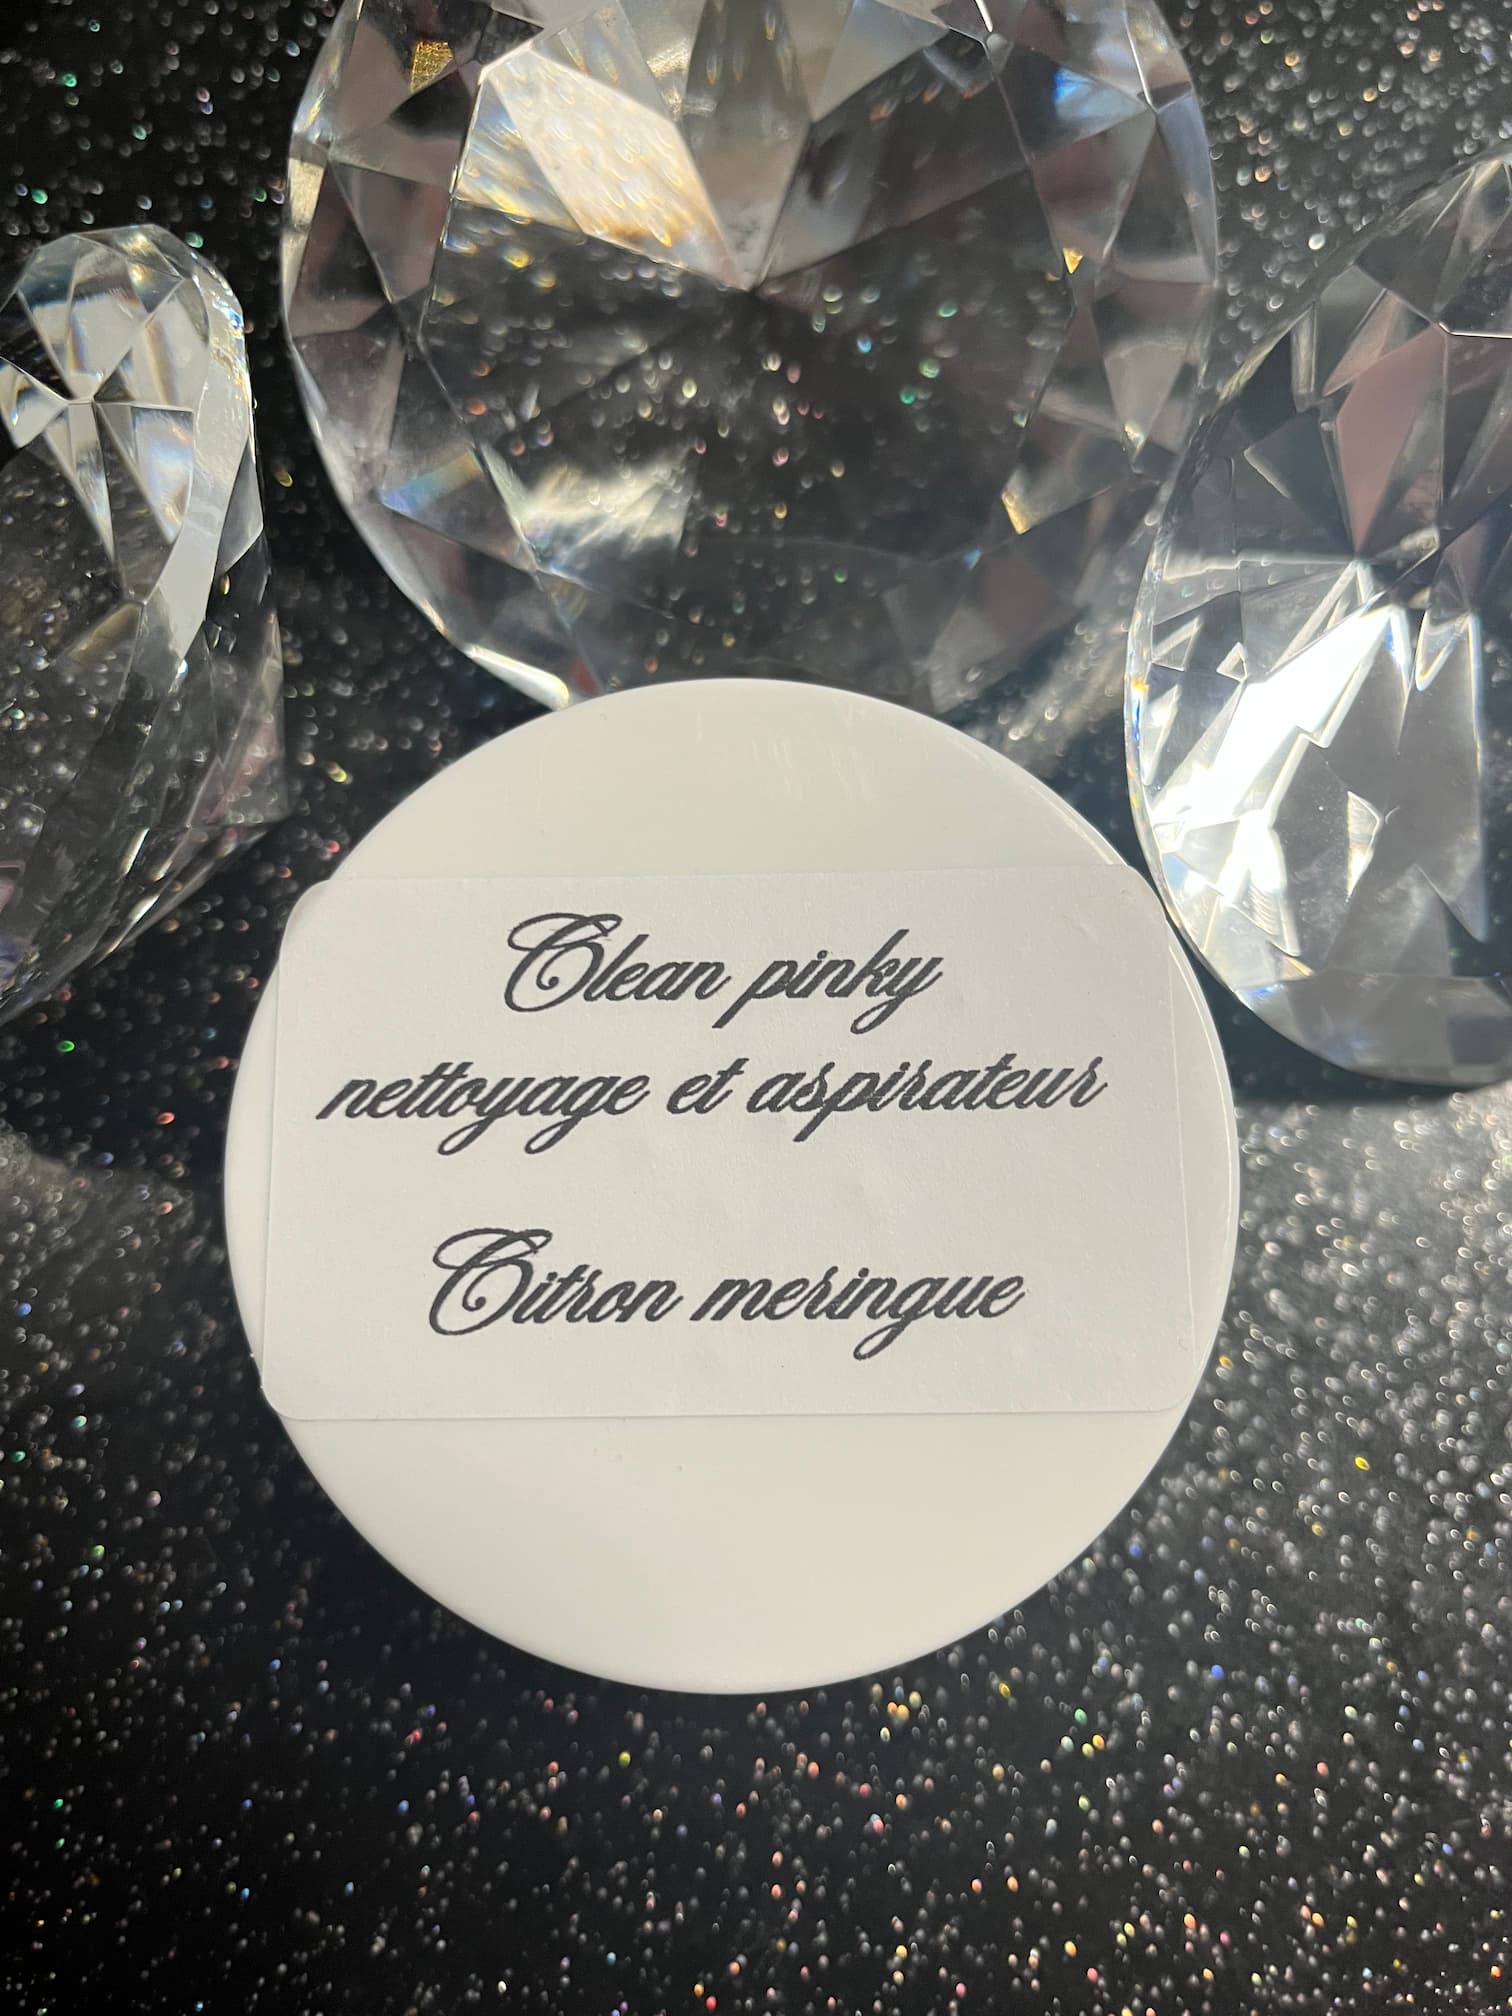 Clean pinky
nettoyage et aspirateur
Citron meringue